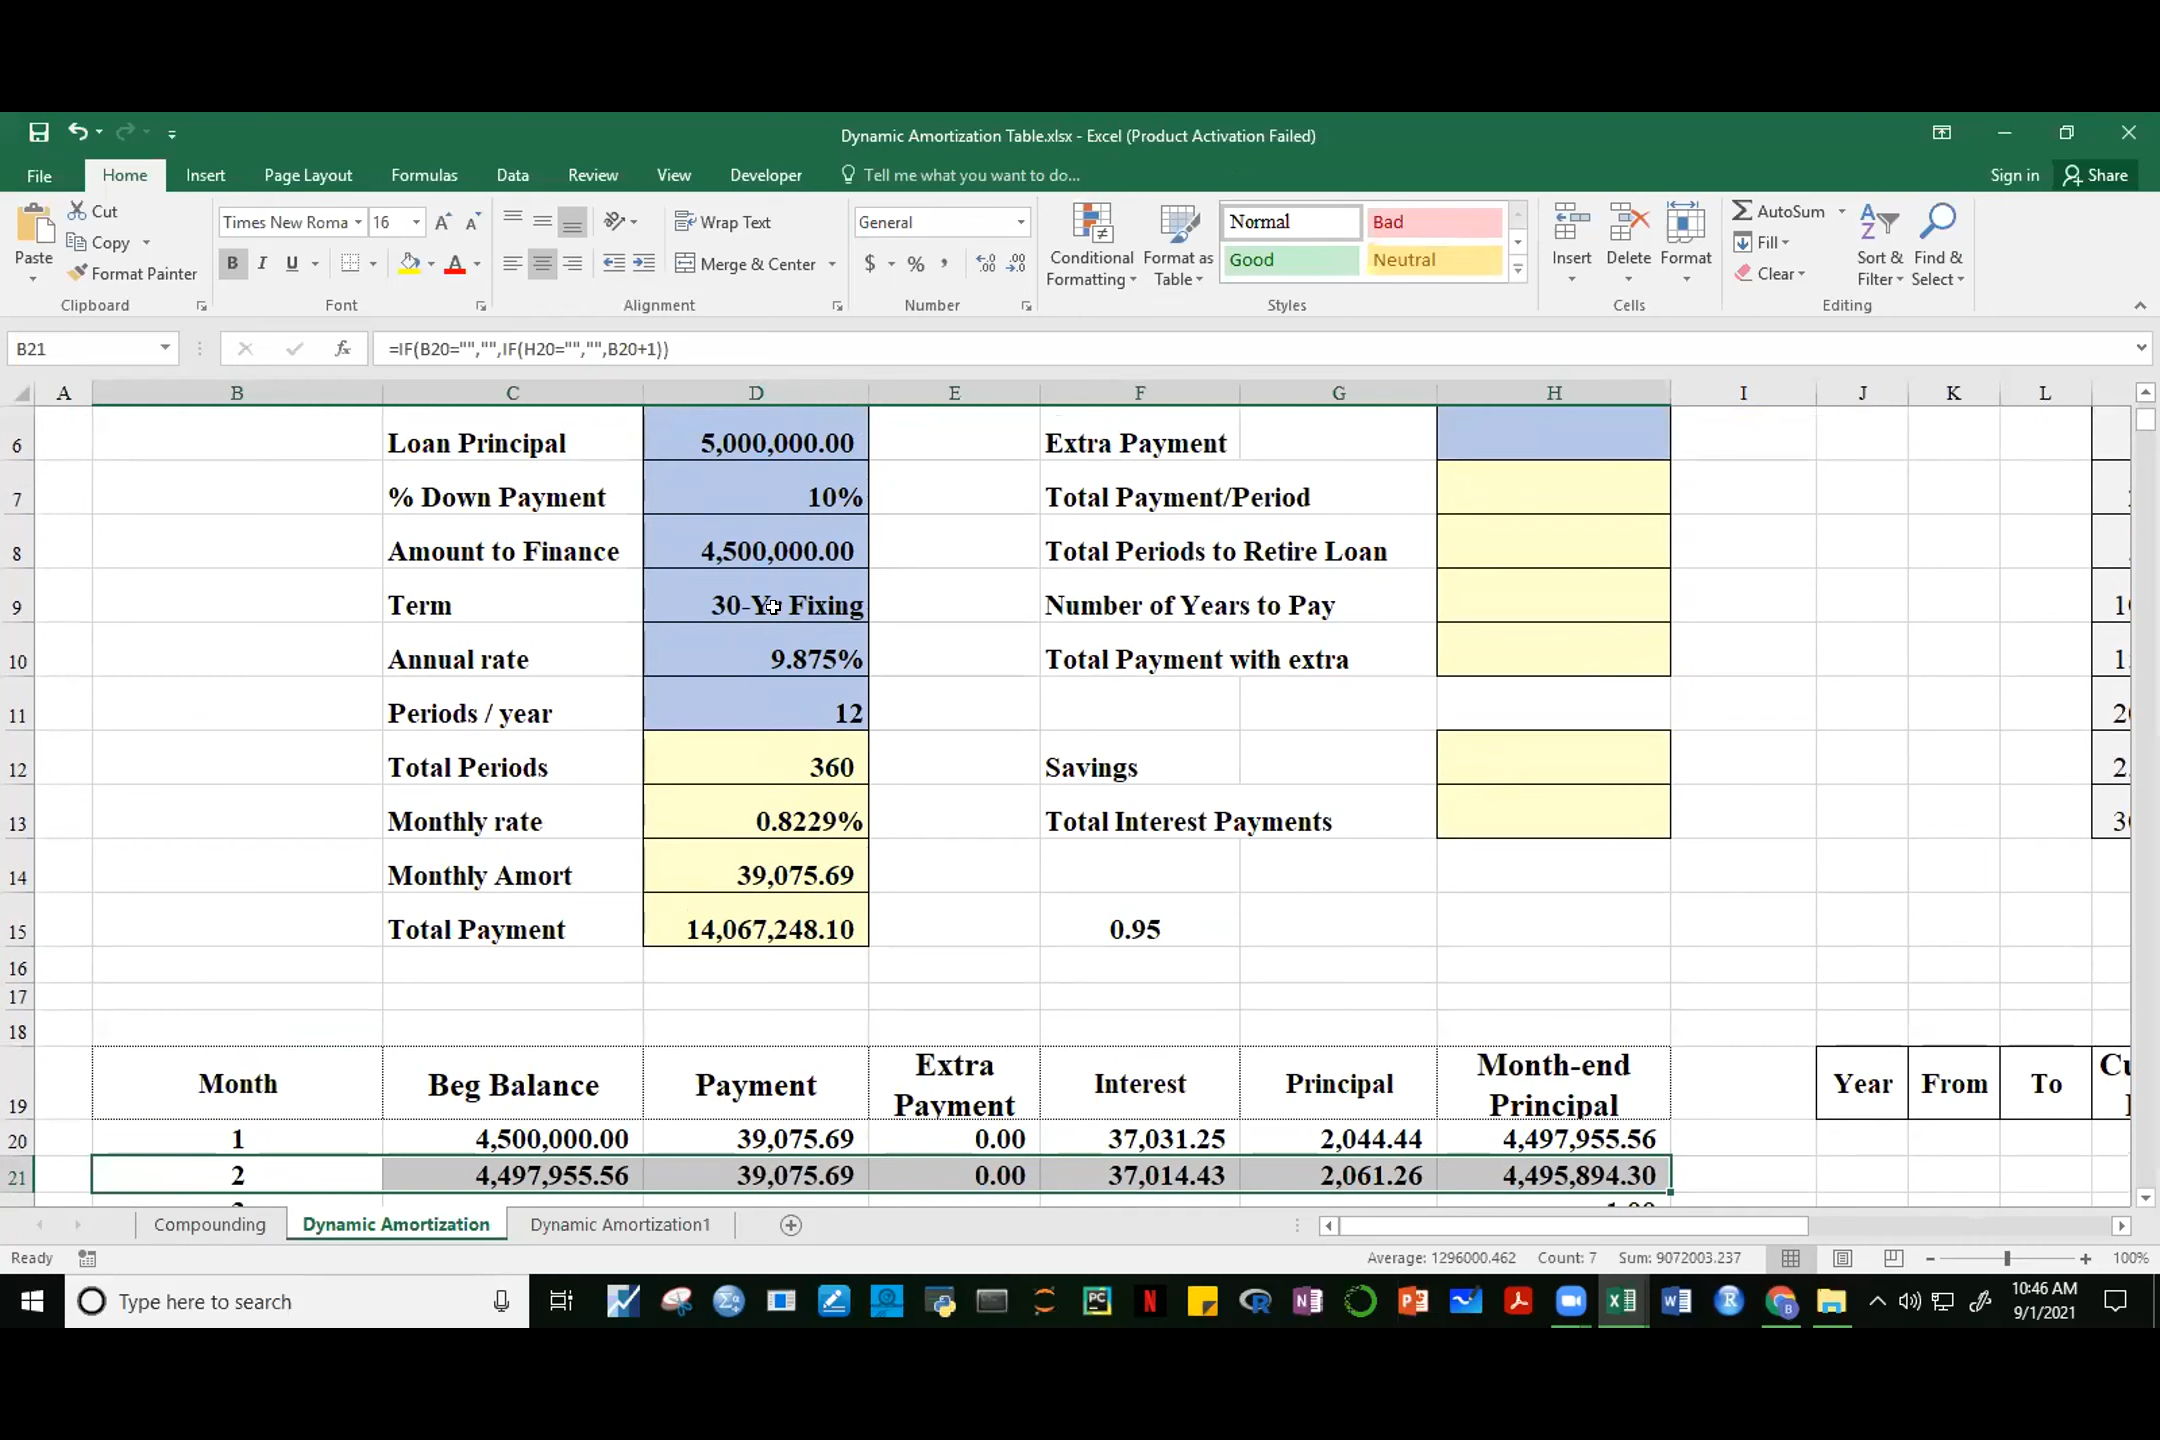 Dynamic Amortization Table.xlsx - Excel (Product Activation Failed)
File Home Insert Page Layout Formulas Data Review View Developer Tell me what you want to do... Sign in Share
Paste Cut Copy Format Painter
Clipboard
Times New Roma 16
B I U A
Font
Wrap Text
Merge & Center
Alignment
General
$ % ,
Number
Conditional Formatting
Format as Table
Normal Bad
Good Neutral
Styles
Insert Delete Format
Cells
AutoSum
Fill
Clear
Sort & Filter
Find & Select
Editing
B21 fx =IF(B20="","",IF(H20="","",B20+1))
A B C D E F G H I J K L
6 Loan Principal 5,000,000.00 Extra Payment
7 % Down Payment 10% Total Payment/Period
8 Amount to Finance 4,500,000.00 Total Periods to Retire Loan
9 Term 30-Yr Fixing Number of Years to Pay
10 Annual rate 9.875% Total Payment with extra
11 Periods / year 12
12 Total Periods 360 Savings
13 Monthly rate 0.8229% Total Interest Payments
14 Monthly Amort 39,075.69
15 Total Payment 14,067,248.10 0.95
16
17
18
19 Month Beg Balance Payment Extra Payment Interest Principal Month-end Principal Year From To
20 1 4,500,000.00 39,075.69 0.00 37,031.25 2,044.44 4,497,955.56
21 2 4,497,955.56 39,075.69 0.00 37,014.43 2,061.26 4,495,894.30
Compounding Dynamic Amortization Dynamic Amortization1
Ready Average: 1296000.462 Count: 7 Sum: 9072003.237 100%
Type here to search
10:46 AM
9/1/2021